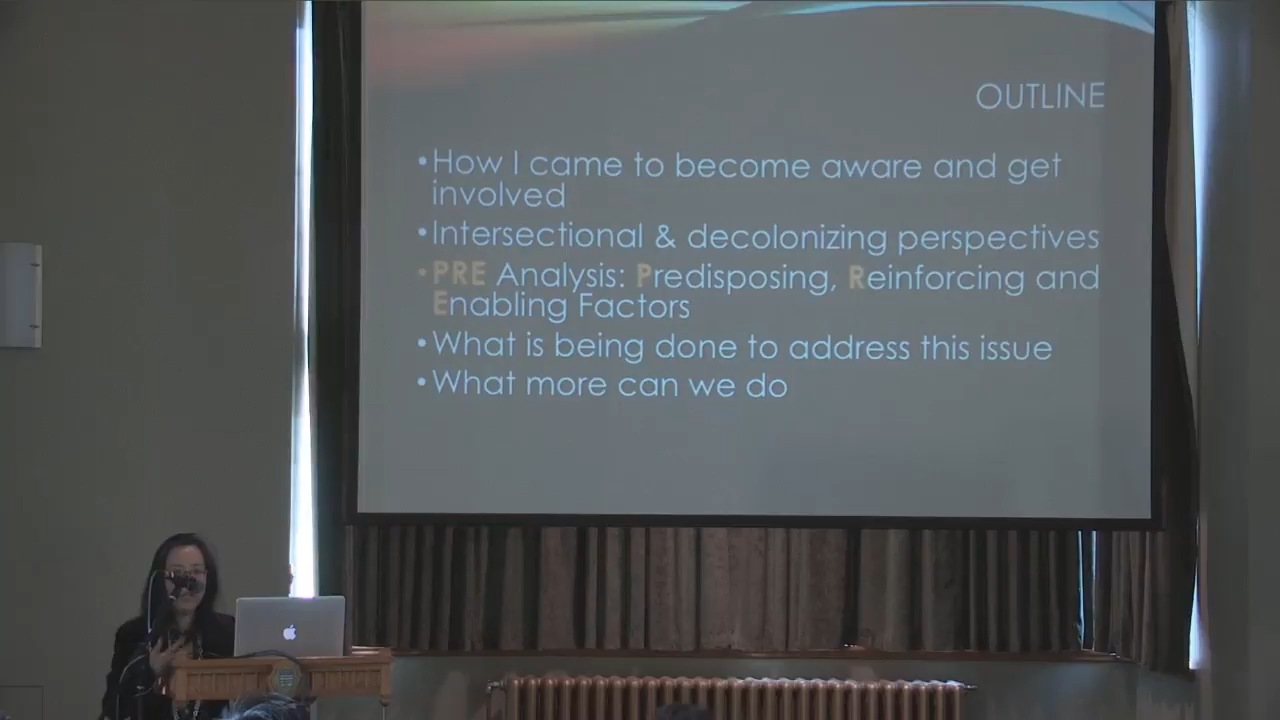 OUTLINE
•How I came to become aware and get
involved
•Intersectional & decolonizing perspectives
•PRE Analysis: Predisposing, Reinforcing and
Enabling Factors
•What is being done to address this issue
•What more can we do